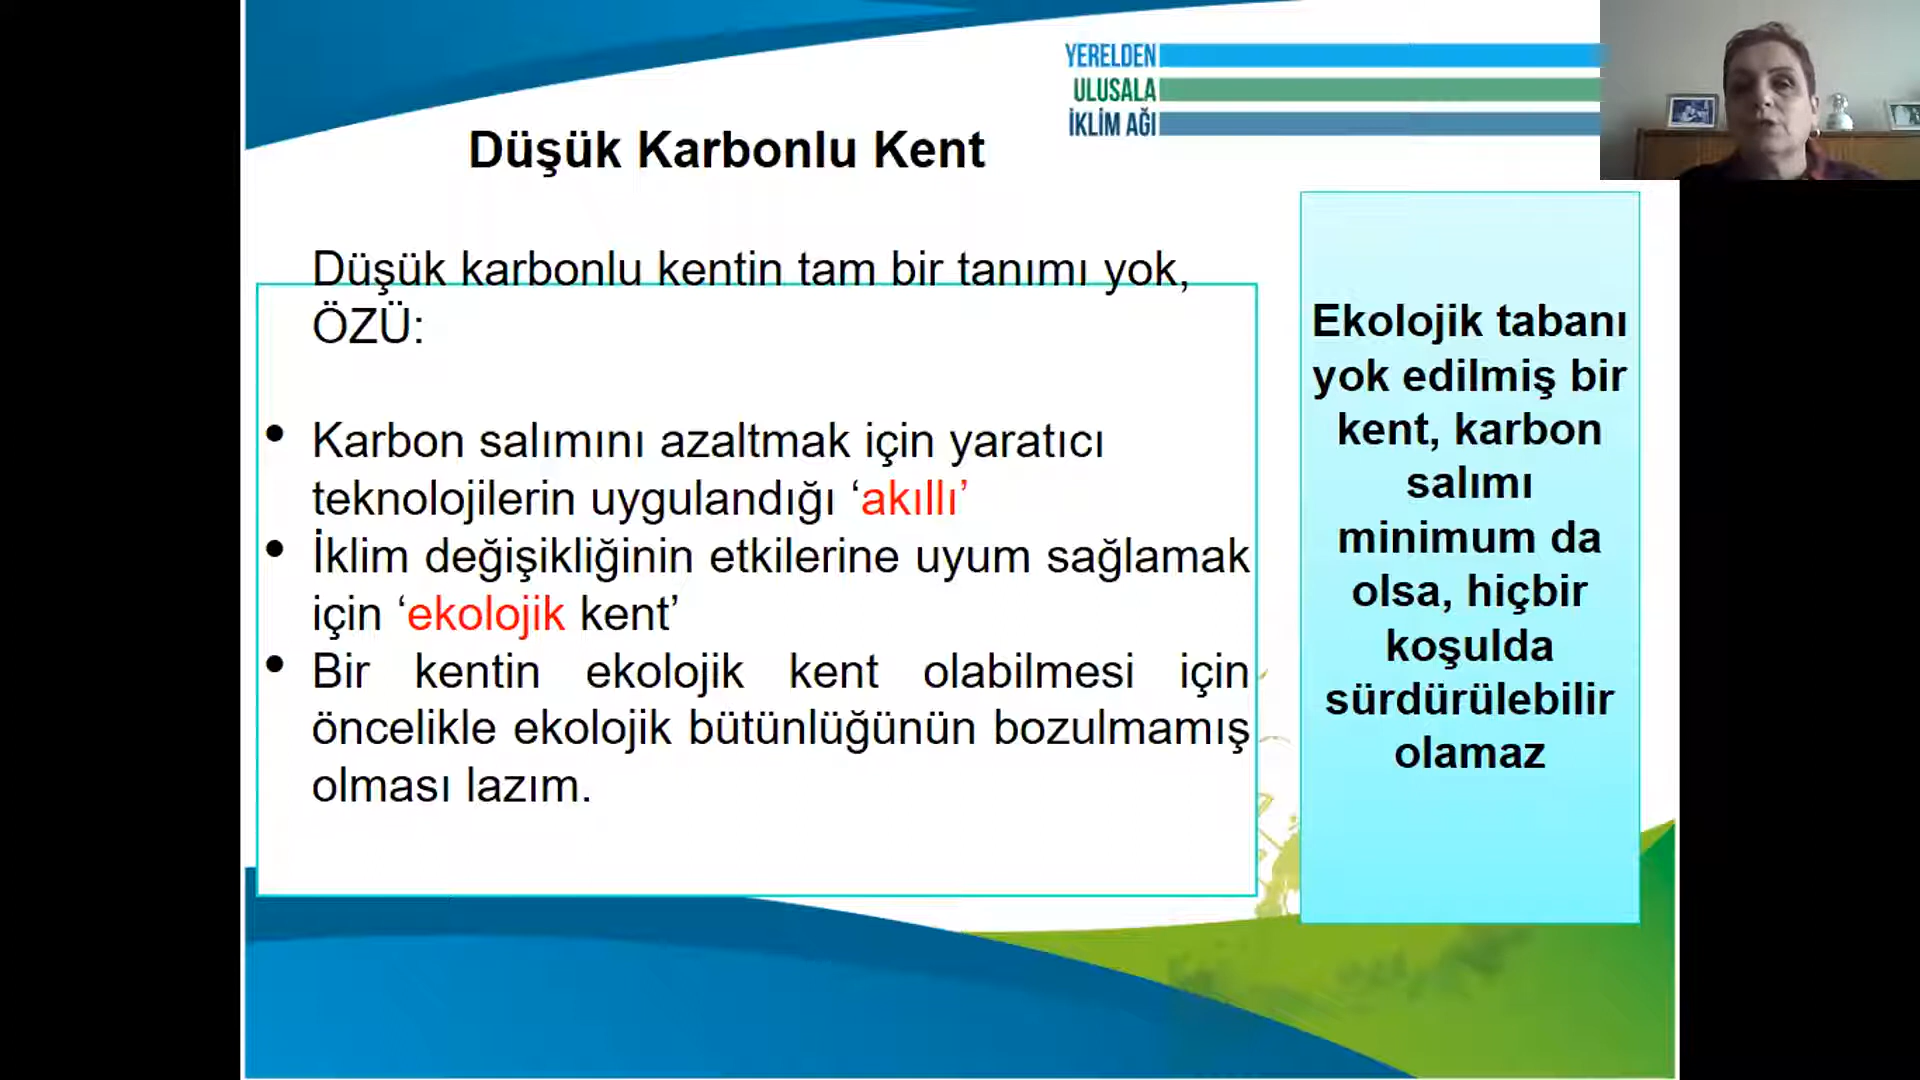 YERELDEN
ULUSALA
İKLİM AĞI
Düşük Karbonlu Kent
Düşük karbonlu kentin tam bir tanımı yok,
ÖZÜ:
• Karbon salımını azaltmak için yaratıcı
teknolojilerin uygulandığı ‘akıllı’
• İklim değişikliğinin etkilerine uyum sağlamak
için ‘ekolojik kent’
• Bir kentin ekolojik kent olabilmesi için
öncelikle ekolojik bütünlüğünün bozulmamış
olması lazım.
Ekolojik tabanı
yok edilmiş bir
kent, karbon
salımı
minimum da
olsa, hiçbir
koşulda
sürdürülebilir
olamaz